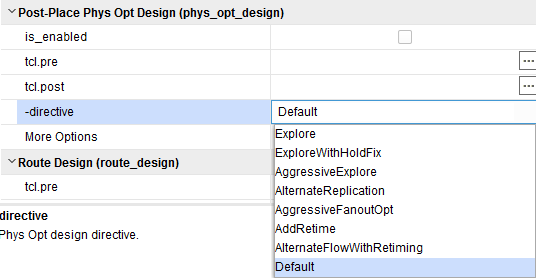 Post-Place Phys Opt Design (phys_opt_design)
is_enabled
tcl.pre
...
tcl.post
...
-directive
Default
More Options
Explore
ExploreWithHoldFix
AggressiveExplore
AlternateReplication
AggressiveFanoutOpt
AddRetime
AlternateFlowWithRetiming
Default
Route Design (route_design)
tcl.pre
directive
Phys Opt design directive.